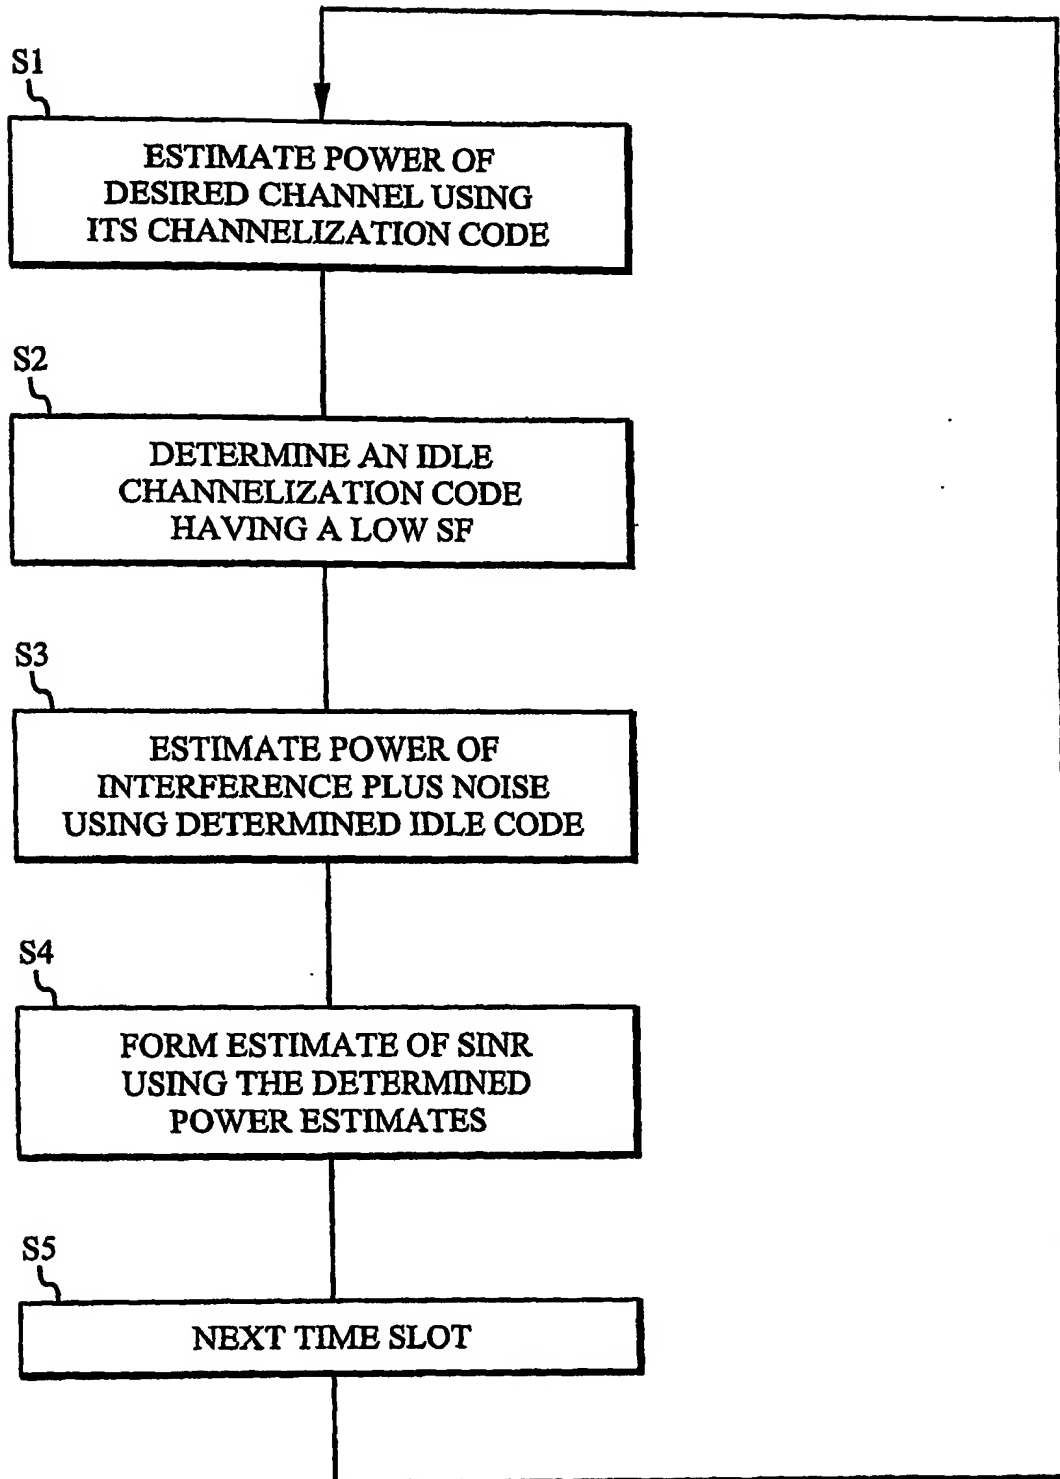 S1
ESTIMATE POWER OF
DESIRED CHANNEL USING
ITS CHANNELIZATION CODE
S2
DETERMINE AN IDLE
CHANNELIZATION CODE
HAVING A LOW SF
S3
ESTIMATE POWER OF
INTERFERENCE PLUS NOISE
USING DETERMINED IDLE CODE
S4
FORM ESTIMATE OF SINR
USING THE DETERMINED
POWER ESTIMATES
S5
NEXT TIME SLOT